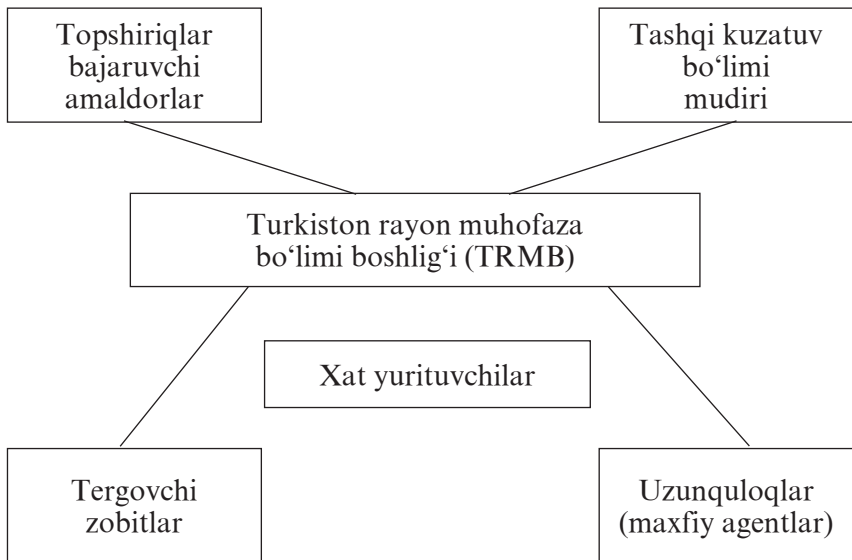 Topshiriqlar
bajaruvchi
amaldorlar
Tashqi kuzatuv
bo‘limi
mudiri
Turkiston rayon muhofaza
bo‘limi boshlig‘i (TRMB)
Xat yurituvchilar
Tergovchi
zobitlar
Uzunquloqlar
(maxfiy agentlar)